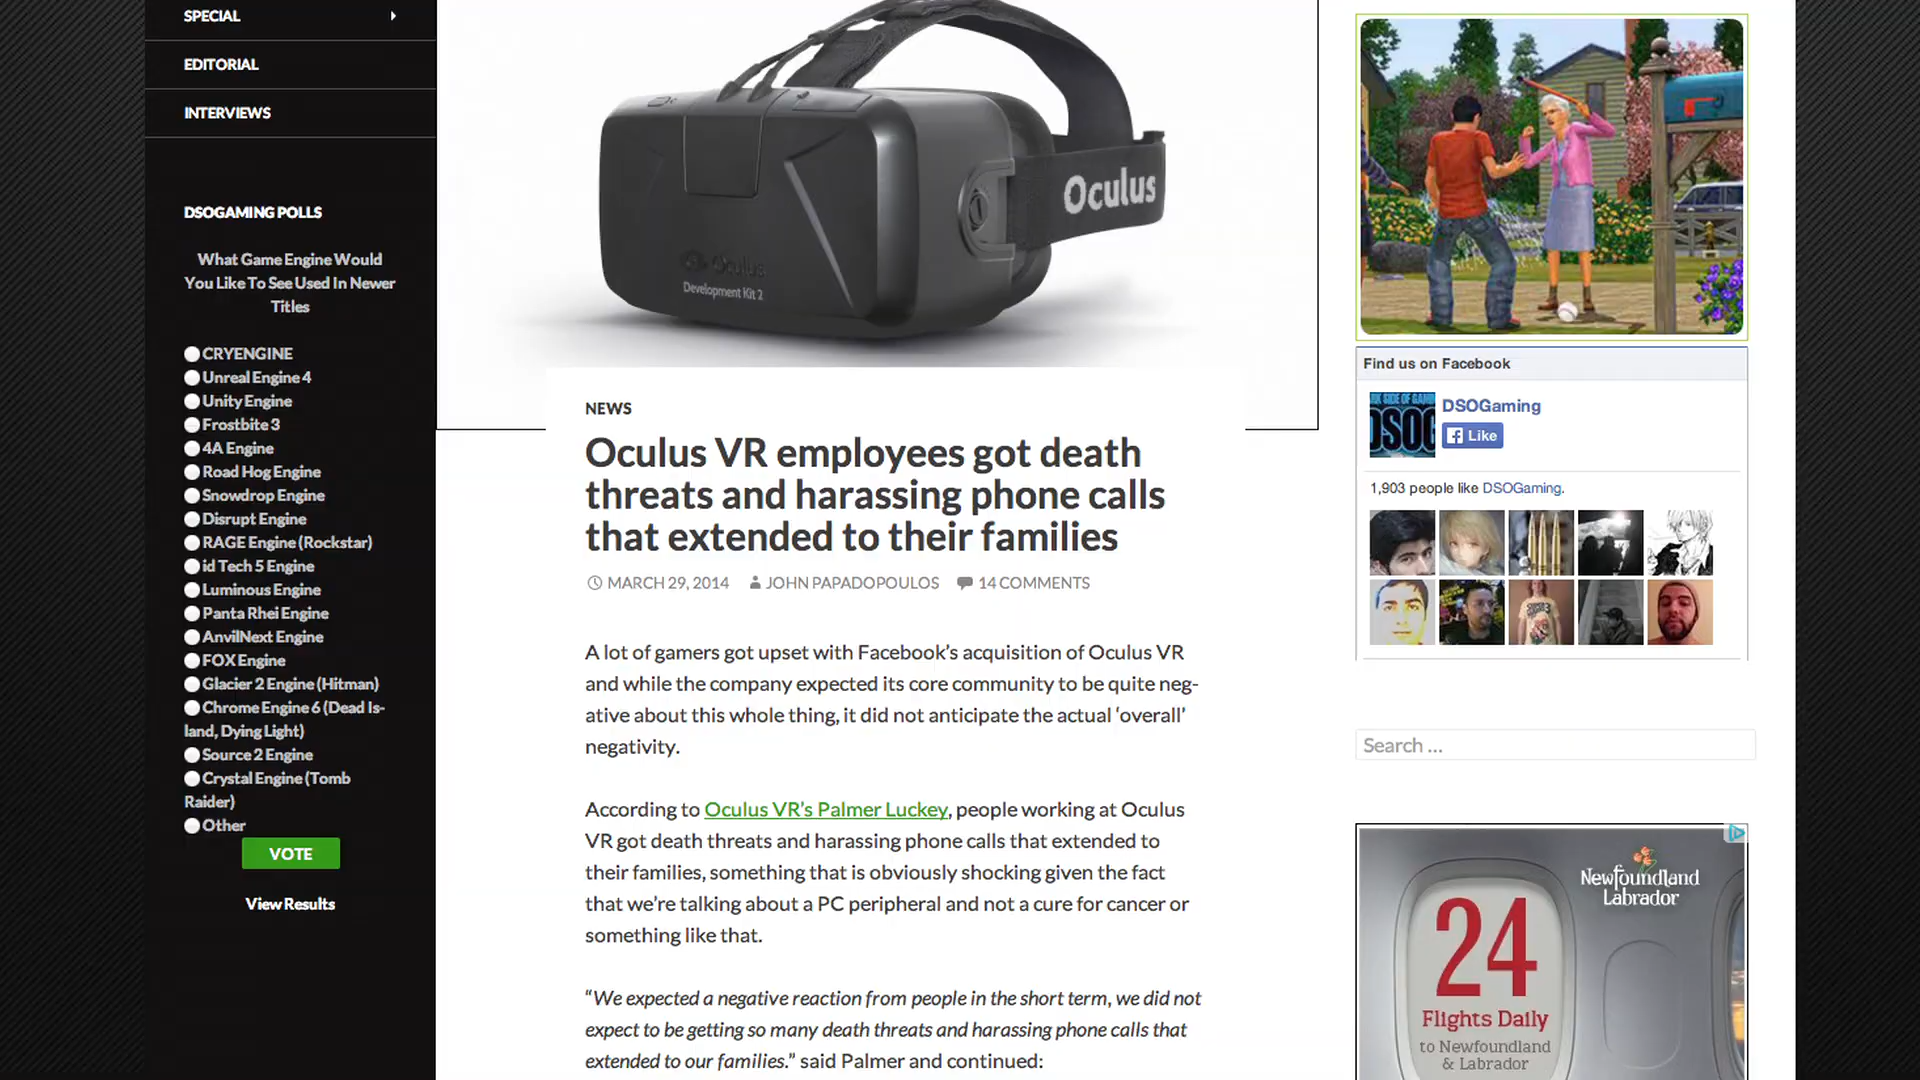 SPECIAL
EDITORIAL
INTERVIEWS
DSOGAMING POLLS
What Game Engine Would
You Like To See Used In Newer
Titles
CRYENGINE
Unreal Engine 4
Unity Engine
Frostbite 3
4A Engine
Road Hog Engine
Snowdrop Engine
Disrupt Engine
RAGE Engine (Rockstar)
id Tech 5 Engine
Luminous Engine
Panta Rhei Engine
AnvilNext Engine
FOX Engine
Glacier 2 Engine (Hitman)
Chrome Engine 6 (Dead Is-
land, Dying Light)
Source 2 Engine
Crystal Engine (Tomb
Raider)
Other
VOTE
View Results
Oculus
Oculus
Development Kit 2
NEWS
Oculus VR employees got death
threats and harassing phone calls
that extended to their families
MARCH 29, 2014 JOHN PAPADOPOULOS 14 COMMENTS
A lot of gamers got upset with Facebook’s acquisition of Oculus VR
and while the company expected its core community to be quite neg-
ative about this whole thing, it did not anticipate the actual ‘overall’
negativity.
According to Oculus VR’s Palmer Luckey, people working at Oculus
VR got death threats and harassing phone calls that extended to
their families, something that is obviously shocking given the fact
that we’re talking about a PC peripheral and not a cure for cancer or
something like that.
“We expected a negative reaction from people in the short term, we did not
expect to be getting so many death threats and harassing phone calls that
extended to our families.” said Palmer and continued:
Find us on Facebook
DSOGaming
Like
1,903 people like DSOGaming.
Search ...
Newfoundland
Labrador
24
Flights Daily
to Newfoundland
& Labrador